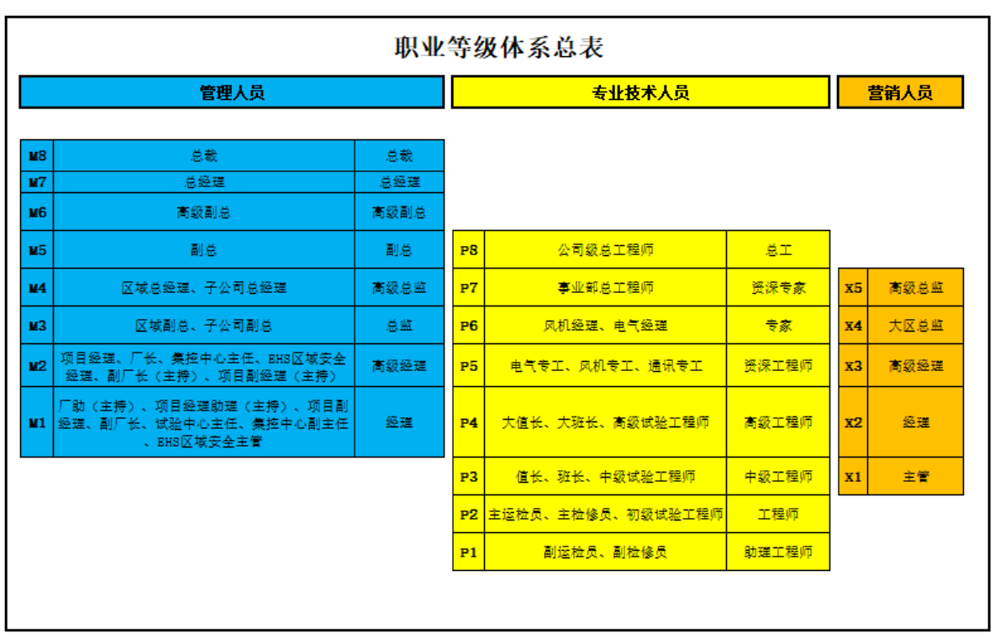 职业等级体系总表
管理人员
专业技术人员
营销人员
M8 总裁 总裁
M7 总经理 总经理
M6 高级副总 高级副总
M5 副总 副总 P8 公司级总工程师 总工
M4 区域总经理、子公司总经理 高级总监 P7 事业部总工程师 资深专家 X5 高级总监
M3 区域副总、子公司副总 总监 P6 风机经理、电气经理 专家 X4 大区总监
M2 项目经理、厂长、集控中心主任、EHS区域安全
经理、副厂长（主持）、项目副经理（主持） 高级经理 P5 电气专工、风机专工、通讯专工 资深工程师 X3 高级经理
厂助（主持）、项目经理助理（主持）、项目副
M1 经理、副厂长、试验中心主任、集控中心副主任 经理 P4 大值长、大班长、高级试验工程师 高级工程师 X2 经理
、EHS区域安全主管
P3 值长、班长、中级试验工程师 中级工程师 X1 主管
P2 主运检员、主检修员、初级试验工程师 工程师
P1 副运检员、副检修员 助理工程师